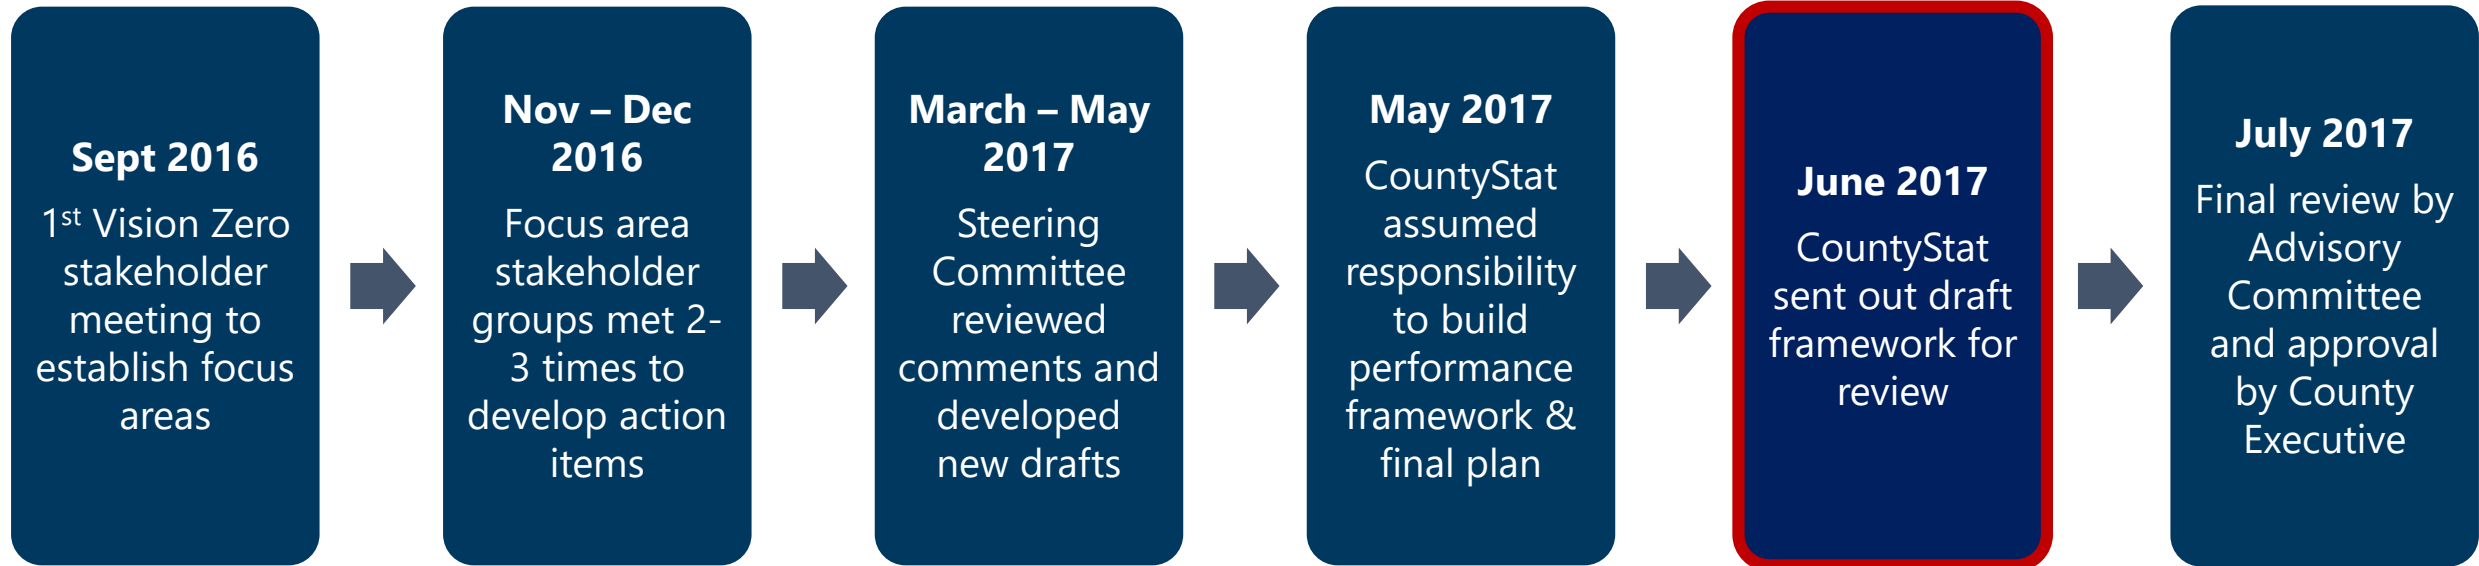 Sept 2016
1st Vision Zero
stakeholder
meeting to
establish focus
areas
Nov – Dec
2016
Focus area
stakeholder
groups met 2-
3 times to
develop action
items
March – May
2017
Steering
Committee
reviewed
comments and
developed
new drafts
May 2017
CountyStat
assumed
responsibility
to build
performance
framework &
final plan
June 2017
CountyStat
sent out draft
framework for
review
July 2017
Final review by
Advisory
Committee
and approval
by County
Executive